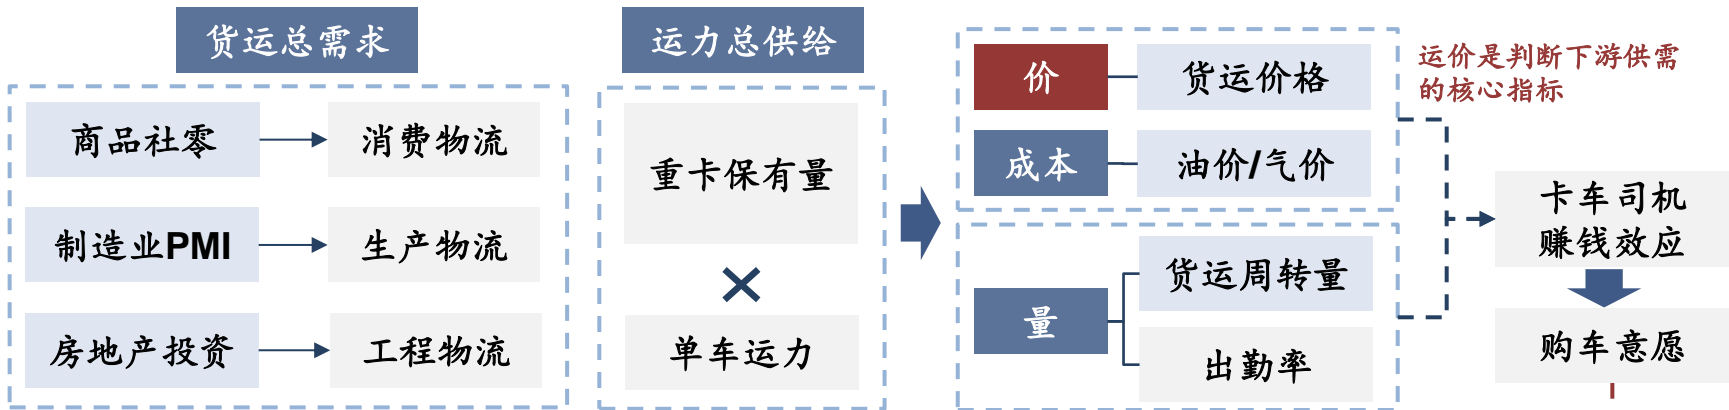 货运总需求
商品社零
消费物流
制造业PMI
生产物流
房地产投资
工程物流
运力总供给
重卡保有量
单车运力
价
货运价格
成本
油价/气价
量
货运周转量
出勤率
运价是判断下游供需
的核心指标
卡车司机
赚钱效应
购车意愿